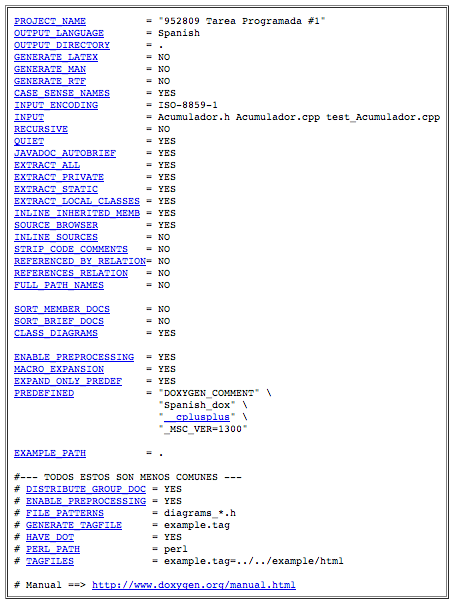 PROJECT_NAME = "952809 Tarea Programada #1"
OUTPUT_LANGUAGE = Spanish
OUTPUT_DIRECTORY = .
GENERATE_LATEX = NO
GENERATE_MAN = NO
GENERATE_RTF = NO
CASE_SENSE_NAMES = YES
INPUT_ENCODING = ISO-8859-1
INPUT = Acumulador.h Acumulador.cpp test_Acumulador.cpp
RECURSIVE = NO
QUIET = YES
JAVADOC_AUTOBRIEF = YES
EXTRACT_ALL = YES
EXTRACT_PRIVATE = YES
EXTRACT_STATIC = YES
EXTRACT_LOCAL_CLASSES = YES
INLINE_INHERITED_MEMB = YES
SOURCE_BROWSER = YES
INLINE_SOURCES = NO
STRIP_CODE_COMMENTS = NO
REFERENCED_BY_RELATION= NO
REFERENCES_RELATION = NO
FULL_PATH_NAMES = NO
SORT_MEMBER_DOCS = NO
SORT_BRIEF_DOCS = NO
CLASS_DIAGRAMS = YES
ENABLE_PREPROCESSING = YES
MACRO_EXPANSION = YES
EXPAND_ONLY_PREDEF = YES
PREDEFINED = "DOXYGEN_COMMENT" \
"Spanish_dox" \
"__cplusplus" \
"_MSC_VER=1300"
EXAMPLE_PATH = .
#--- TODOS ESTOS SON MENOS COMUNES ---
# DISTRIBUTE_GROUP_DOC = YES
# ENABLE_PREPROCESSING = YES
# FILE_PATTERNS = diagrams_*.h
# GENERATE_TAGFILE = example.tag
# HAVE_DOT = YES
# PERL_PATH = perl
# TAGFILES = example.tag=../../example/html
# Manual ==> http://www.doxygen.org/manual.html